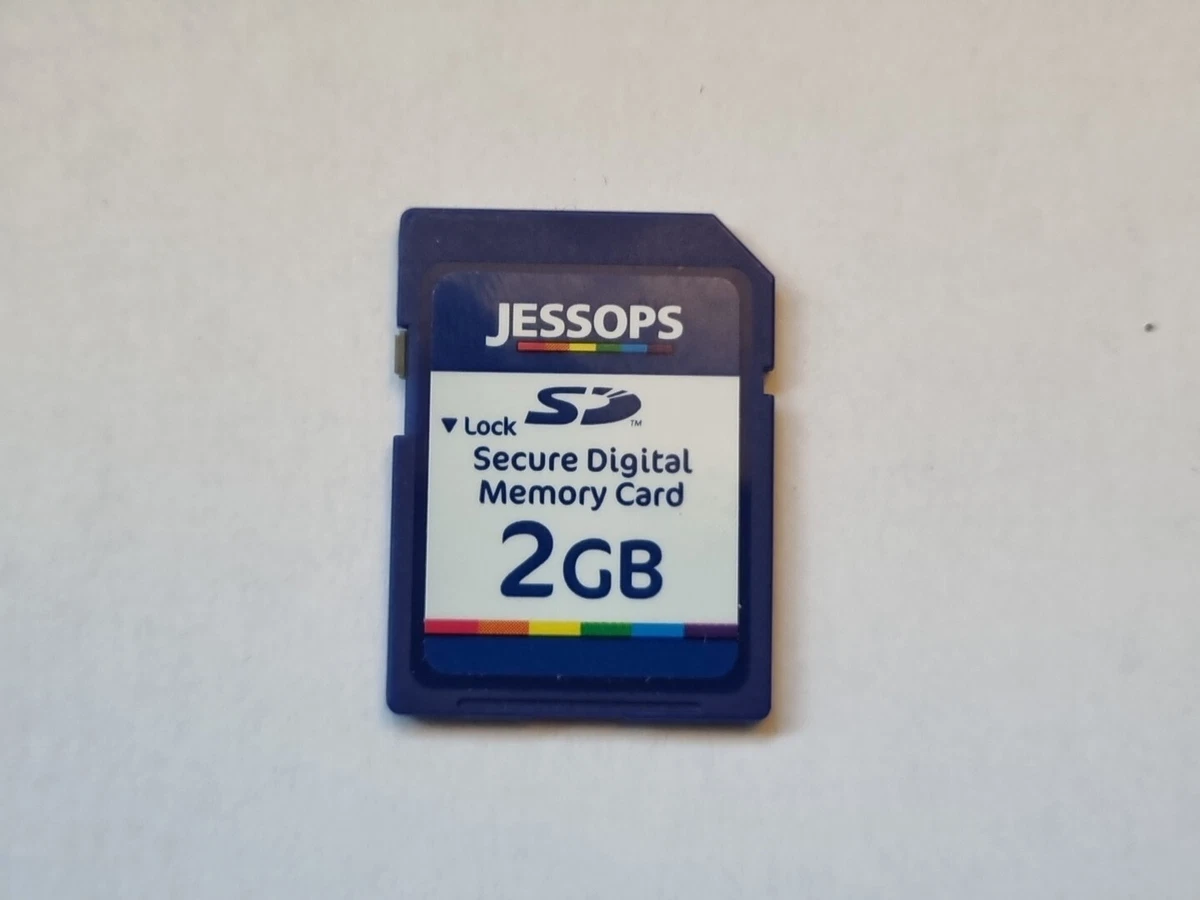 JESSOPS
SD™
▼ Lock
Secure Digital
Memory Card
2GB